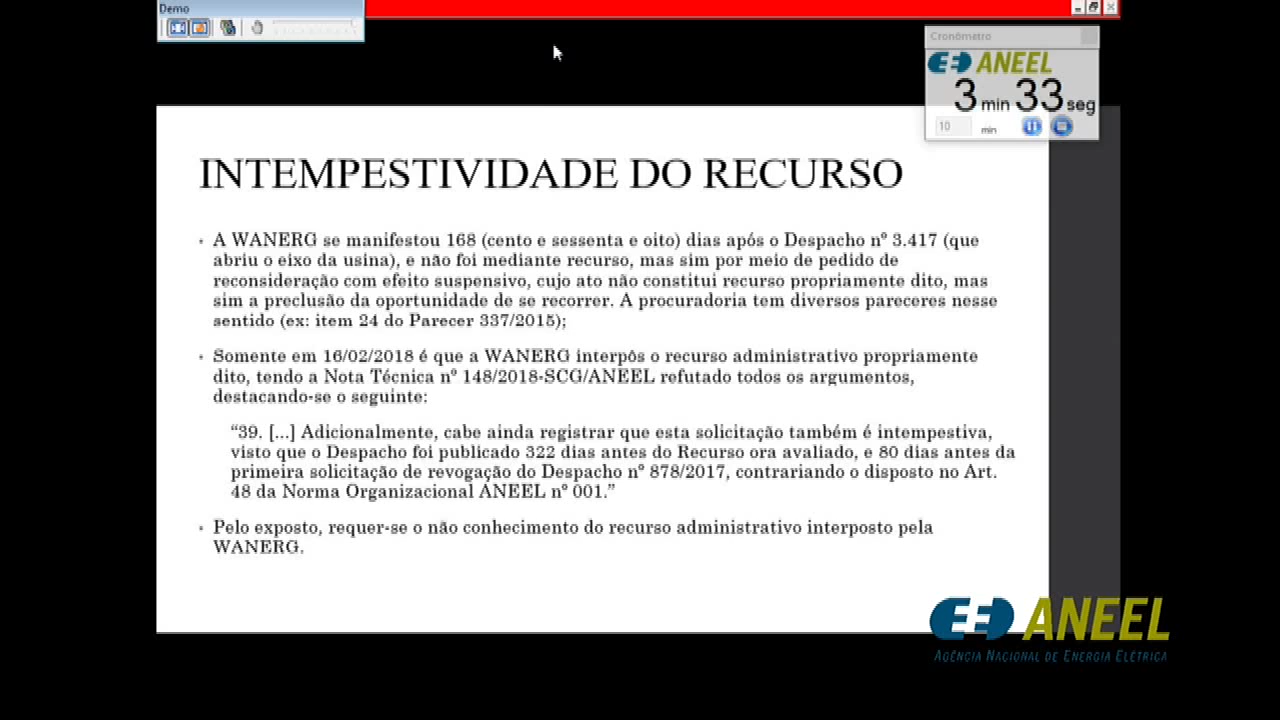 Demo
Cronômetro
ANEEL
3 min 33 seg
10 min
INTEMPESTIVIDADE DO RECURSO
• A WANERG se manifestou 168 (cento e sessenta e oito) dias após o Despacho nº 3.417 (que
abriu o eixo da usina), e não foi mediante recurso, mas sim por meio de pedido de
reconsideração com efeito suspensivo, cujo ato não constitui recurso propriamente dito, mas
sim a preclusão da oportunidade de se recorrer. A procuradoria tem diversos pareceres nesse
sentido (ex: item 24 do Parecer 337/2015);
• Somente em 16/02/2018 é que a WANERG interpôs o recurso administrativo propriamente
dito, tendo a Nota Técnica nº 148/2018-SCG/ANEEL refutado todos os argumentos,
destacando-se o seguinte:
“39. [...] Adicionalmente, cabe ainda registrar que esta solicitação também é intempestiva,
visto que o Despacho foi publicado 322 dias antes do Recurso ora avaliado, e 80 dias antes da
primeira solicitação de revogação do Despacho nº 878/2017, contrariando o disposto no Art.
48 da Norma Organizacional ANEEL nº 001.”
• Pelo exposto, requer-se o não conhecimento do recurso administrativo interposto pela
WANERG.
ANEEL
AGÊNCIA NACIONAL DE ENERGIA ELÉTRICA